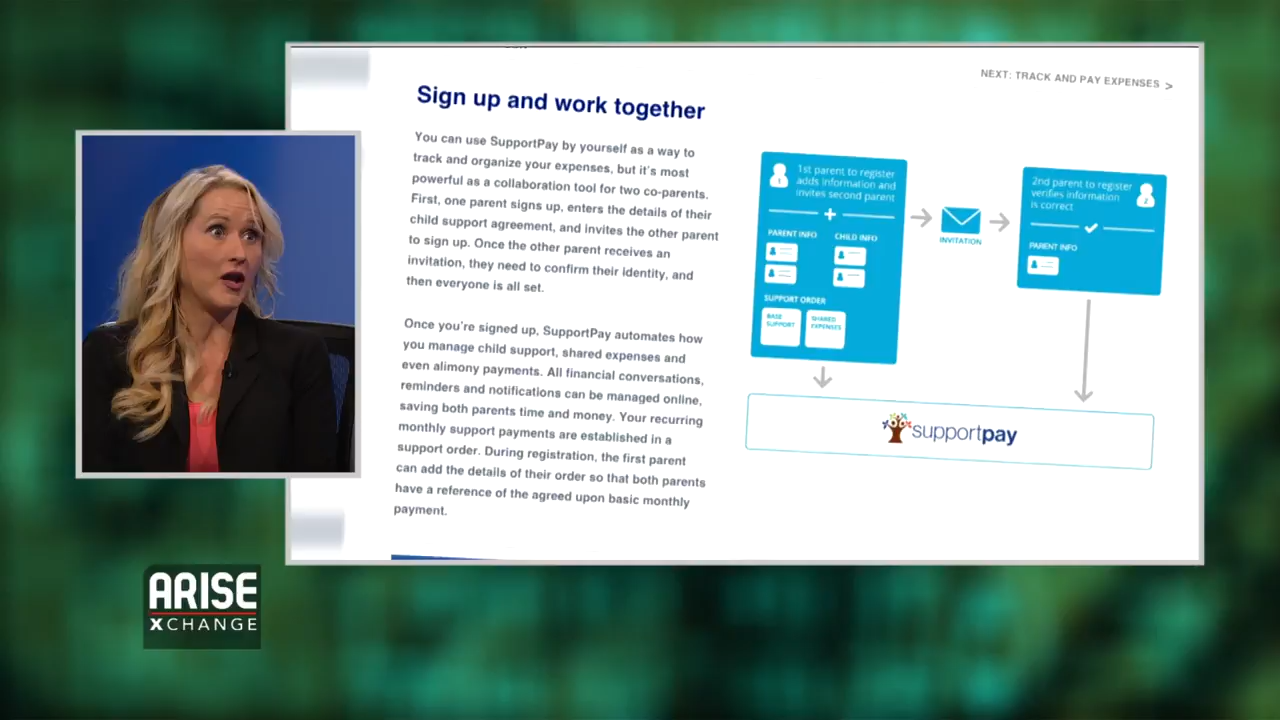 NEXT: TRACK AND PAY EXPENSES >
Sign up and work together
You can use SupportPay by yourself as a way to
track and organize your expenses, but it's most
powerful as a collaboration tool for two co-parents.
First, one parent signs up, enters the details of their
child support agreement, and invites the other parent
to sign up. Once the other parent receives an
invitation, they need to confirm their identity, and
then everyone is all set.
Once you're signed up, SupportPay automates how
you manage child support, shared expenses and
even alimony payments. All financial conversations,
reminders and notifications can be managed online,
saving both parents time and money. Your recurring
monthly support payments are established in a
support order. During registration, the first parent
can add the details of their order so that both parents
have a reference of the agreed upon basic monthly
payment.
1st parent to register
adds information and
invites second parent
PARENT INFO
CHILD INFO
SUPPORT ORDER
BASE
SUPPORT
SHARED
EXPENSES
INVITATION
2nd parent to register
verifies information
is correct
PARENT INFO
supportpay
ARISE
XCHANGE